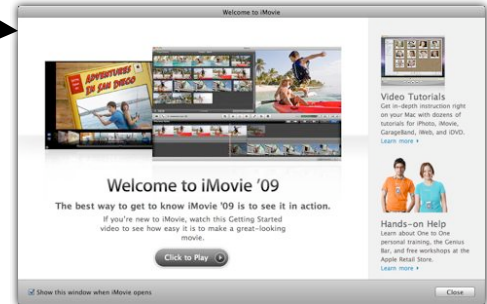 Welcome to iMovie
ADVENTURES
IN SAN DIEGO
Welcome to iMovie '09
The best way to get to know iMovie '09 is to see it in action.
If you're new to iMovie, watch this Getting Started
video to see how easy it is to make a great-looking
movie.
Click to Play
Video Tutorials
Get in-depth instruction right
on your Mac with dozens of
tutorials for iPhoto, iMovie,
GarageBand, iWeb, and iDVD.
Learn more
Hands-on Help
Learn about One to One
personal training, the Genius
Bar, and free workshops at the
Apple Retail Store.
Learn more
Show this window when iMovie opens
Close